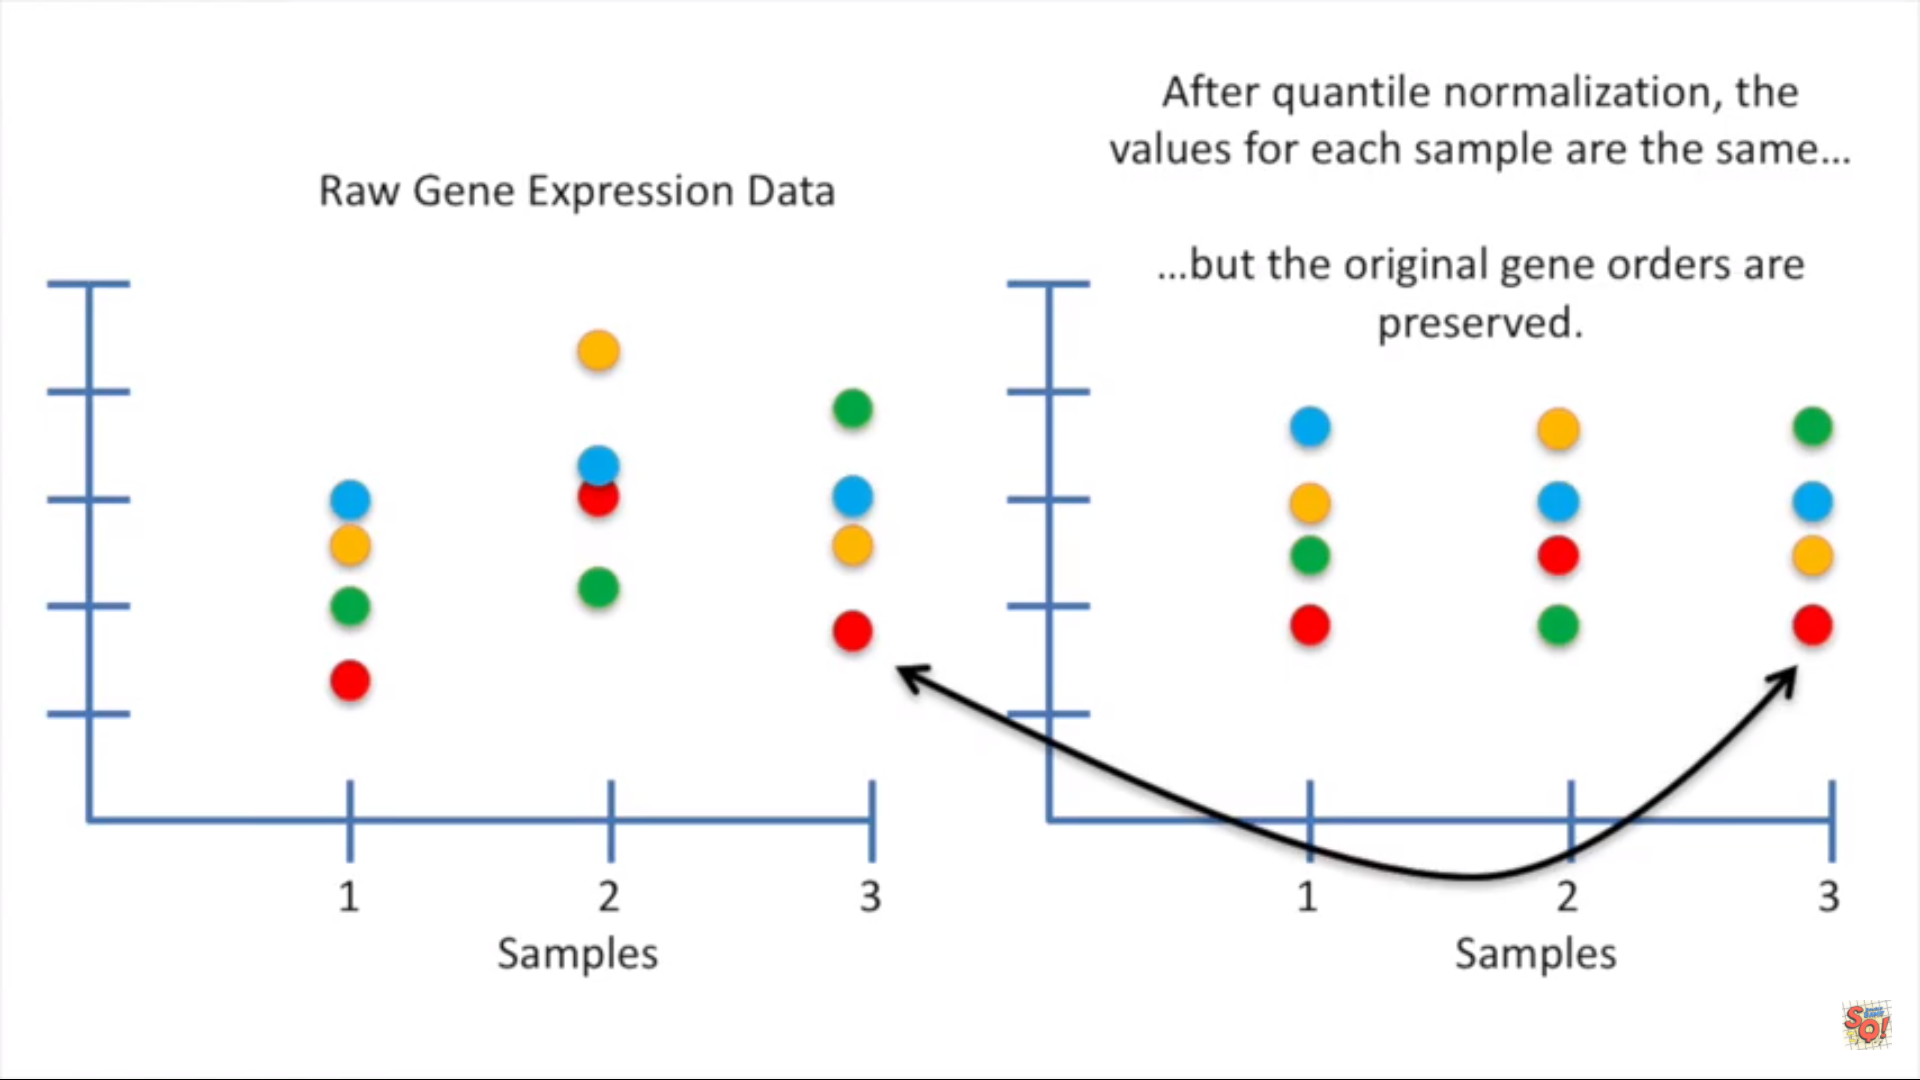 After quantile normalization, the
values for each sample are the same...
Raw Gene Expression Data
...but the original gene orders are
preserved.
1 2 3
Samples
1 2 3
Samples
SQ!